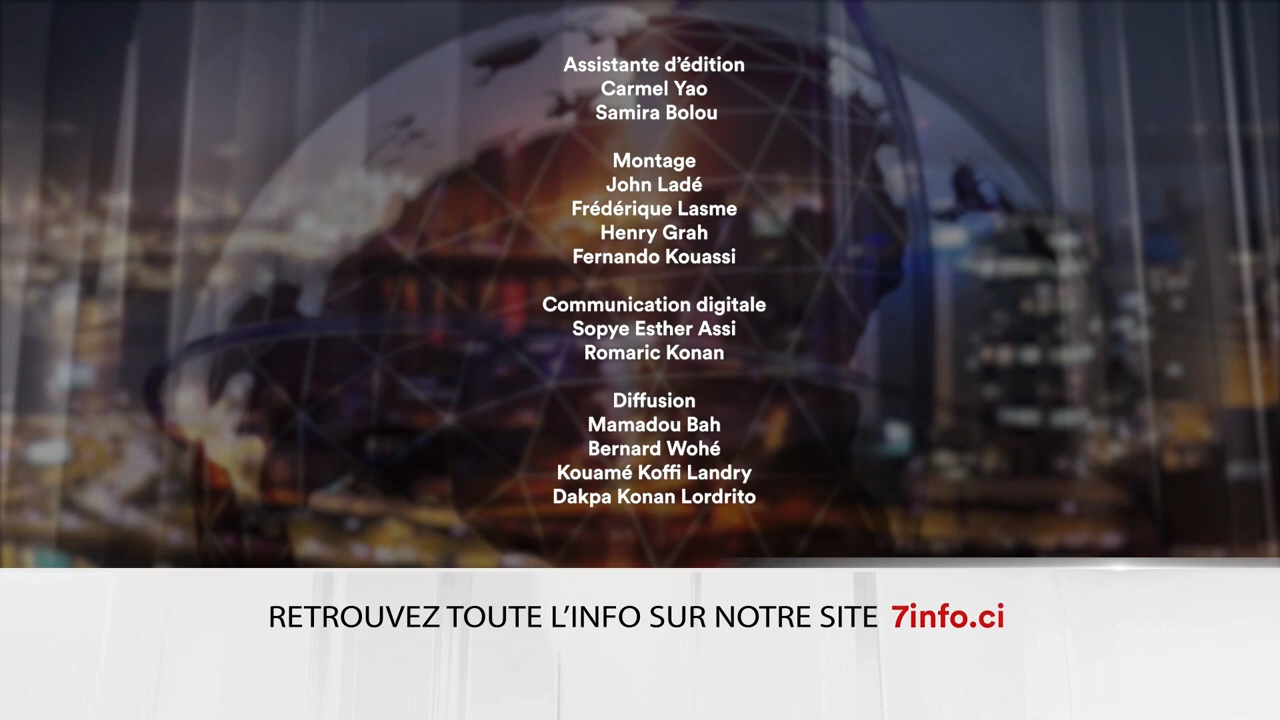 Assistante d’édition
Carmel Yao
Samira Bolou
Montage
John Ladé
Frédérique Lasme
Henry Grah
Fernando Kouassi
Communication digitale
Sopye Esther Assi
Romaric Konan
Diffusion
Mamadou Bah
Bernard Wohé
Kouamé Koffi Landry
Dakpa Konan Lordrito
RETROUVEZ TOUTE L’INFO SUR NOTRE SITE 7info.ci